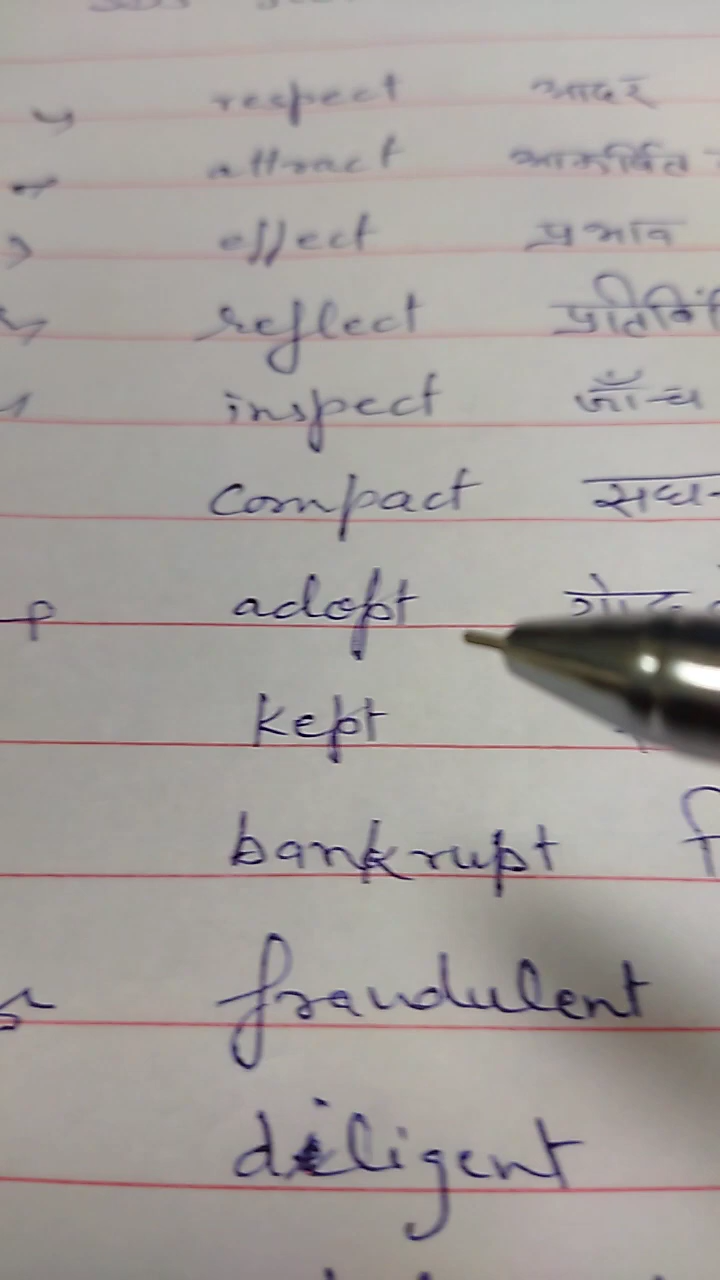 respect आदर
attract आकर्षित
effect प्रभाव
reflect
inspect जाँच
compact
adopt
kept
bankrupt
fraudulent
diligent